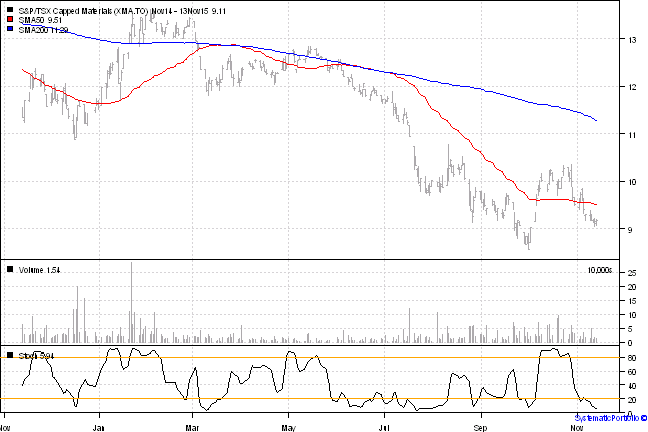 S&P/TSX Capped Materials (XMA.TO) Nov14 - 13Nov15 9.11
SMA50 9.51
SMA200 11.29
13
12
11
10
9
Volume 1.54
10,000s
25
20
15
10
5
0
Stoch 5.94
80
60
40
20
0
Nov Jan Mar May Jul Sep Nov
SystematicPortfolio ©